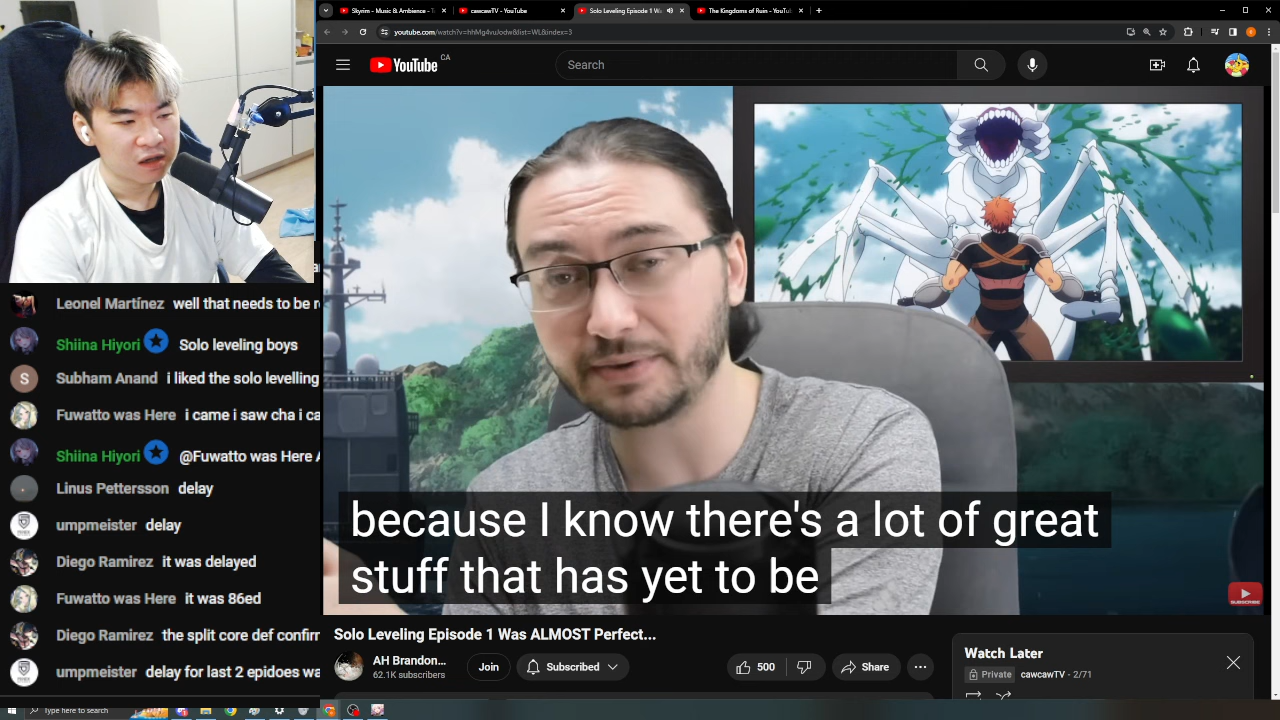 Skyrim - Music & Ambience - T
cawcawTV - YouTube
Solo Leveling Episode 1 W
The Kingdoms of Ruin - YouTub
youtube.com/watch?v=hhMg4vuJodw&list=WL&index=3
YouTube CA
Search
Leonel Martínez well that needs to be r
Shiina Hiyori Solo leveling boys
S Subham Anand i liked the solo levelling
Fuwatto was Here i came i saw cha i ca
Shiina Hiyori @Fuwatto was Here A
Linus Pettersson delay
umpmeister delay
Diego Ramirez it was delayed
Fuwatto was Here it was 86ed
Diego Ramirez the split core def confirr
umpmeister delay for last 2 epidoes wa
because I know there's a lot of great
stuff that has yet to be
SUBSCRIBE
Solo Leveling Episode 1 Was ALMOST Perfect...
AH Brandon...
62.1K subscribers
Join
Subscribed
500
Share
Watch Later
Private cawcawTV - 2/71
Type here to search